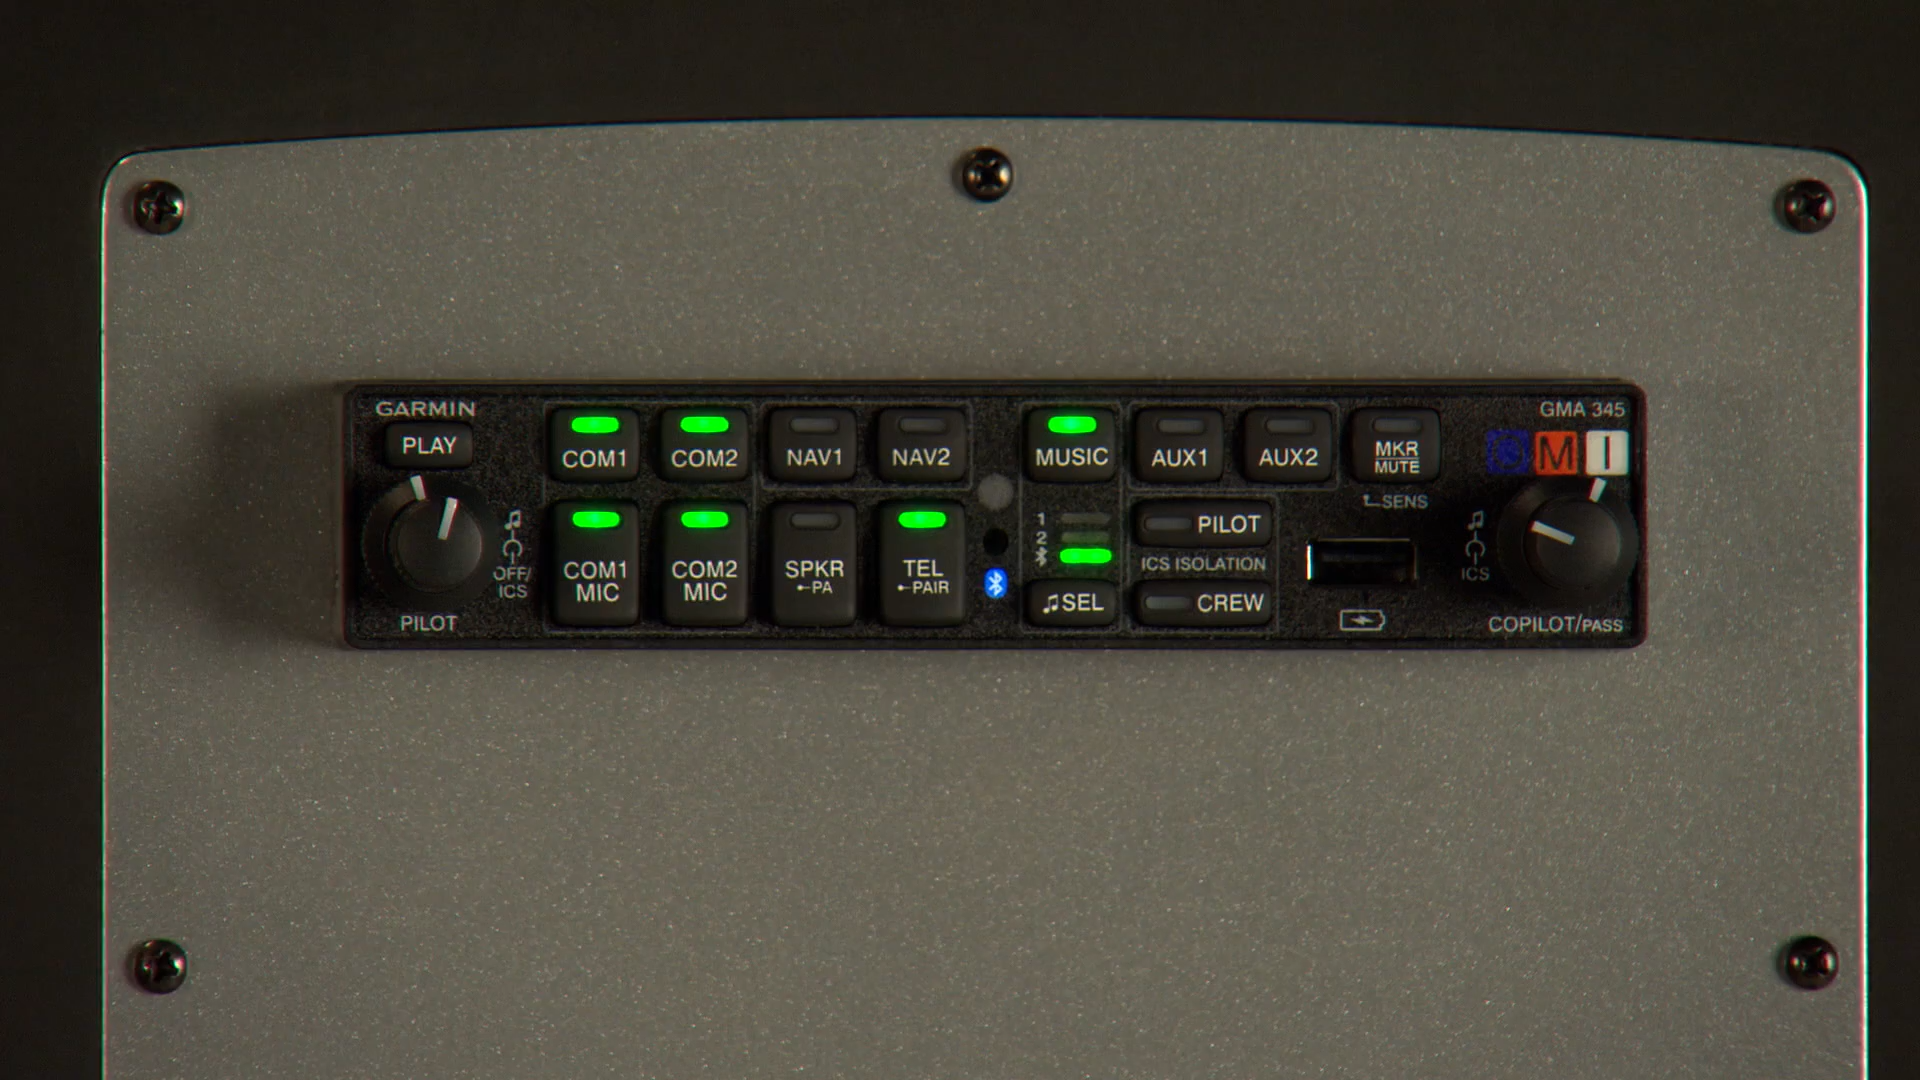 GARMIN
GMA 345
PLAY
COM1
COM2
NAV1
NAV2
MUSIC
AUX1
AUX2
MKR
MUTE
M
I
SENS
1
2
PILOT
OFF/
ICS
COM1
MIC
COM2
MIC
SPKR
←PA
TEL
←PAIR
ICS ISOLATION
ICS
♫SEL
CREW
PILOT
COPILOT/PASS